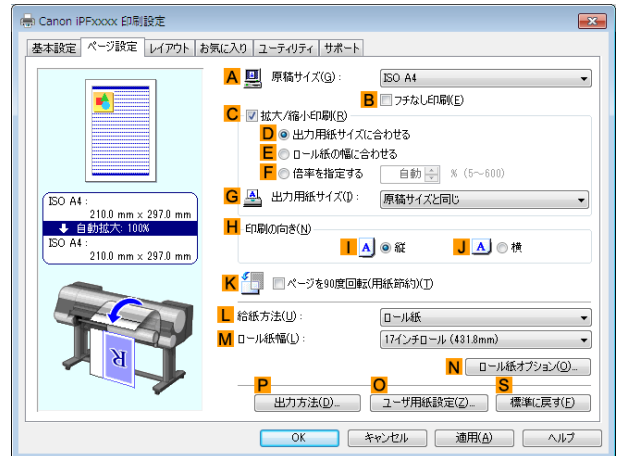 Canon iPFxxxx 印刷設定
基本設定 ページ設定 レイアウト お気に入り ユーティリティ サポート
A 原稿サイズ(G): ISO A4
B フチなし印刷(E)
C 拡大/縮小印刷(R)
D 出力用紙サイズに合わせる
E ロール紙の幅に合わせる
F 倍率を指定する 自動 % (5～600)
G 出力用紙サイズ(I): 原稿サイズと同じ
ISO A4 :
210.0 mm x 297.0 mm
自動拡大: 100%
ISO A4 :
210.0 mm x 297.0 mm
H 印刷の向き(N)
I A 縦 J A 横
K ページを90度回転(用紙節約)(T)
L 給紙方法(U): ロール紙
M ロール紙幅(L): 17インチロール (431.8mm)
R
N ロール紙オプション(O)...
P O S
出力方法(D)... ユーザ用紙設定(Z)... 標準に戻す(F)
OK キャンセル 適用(A) ヘルプ